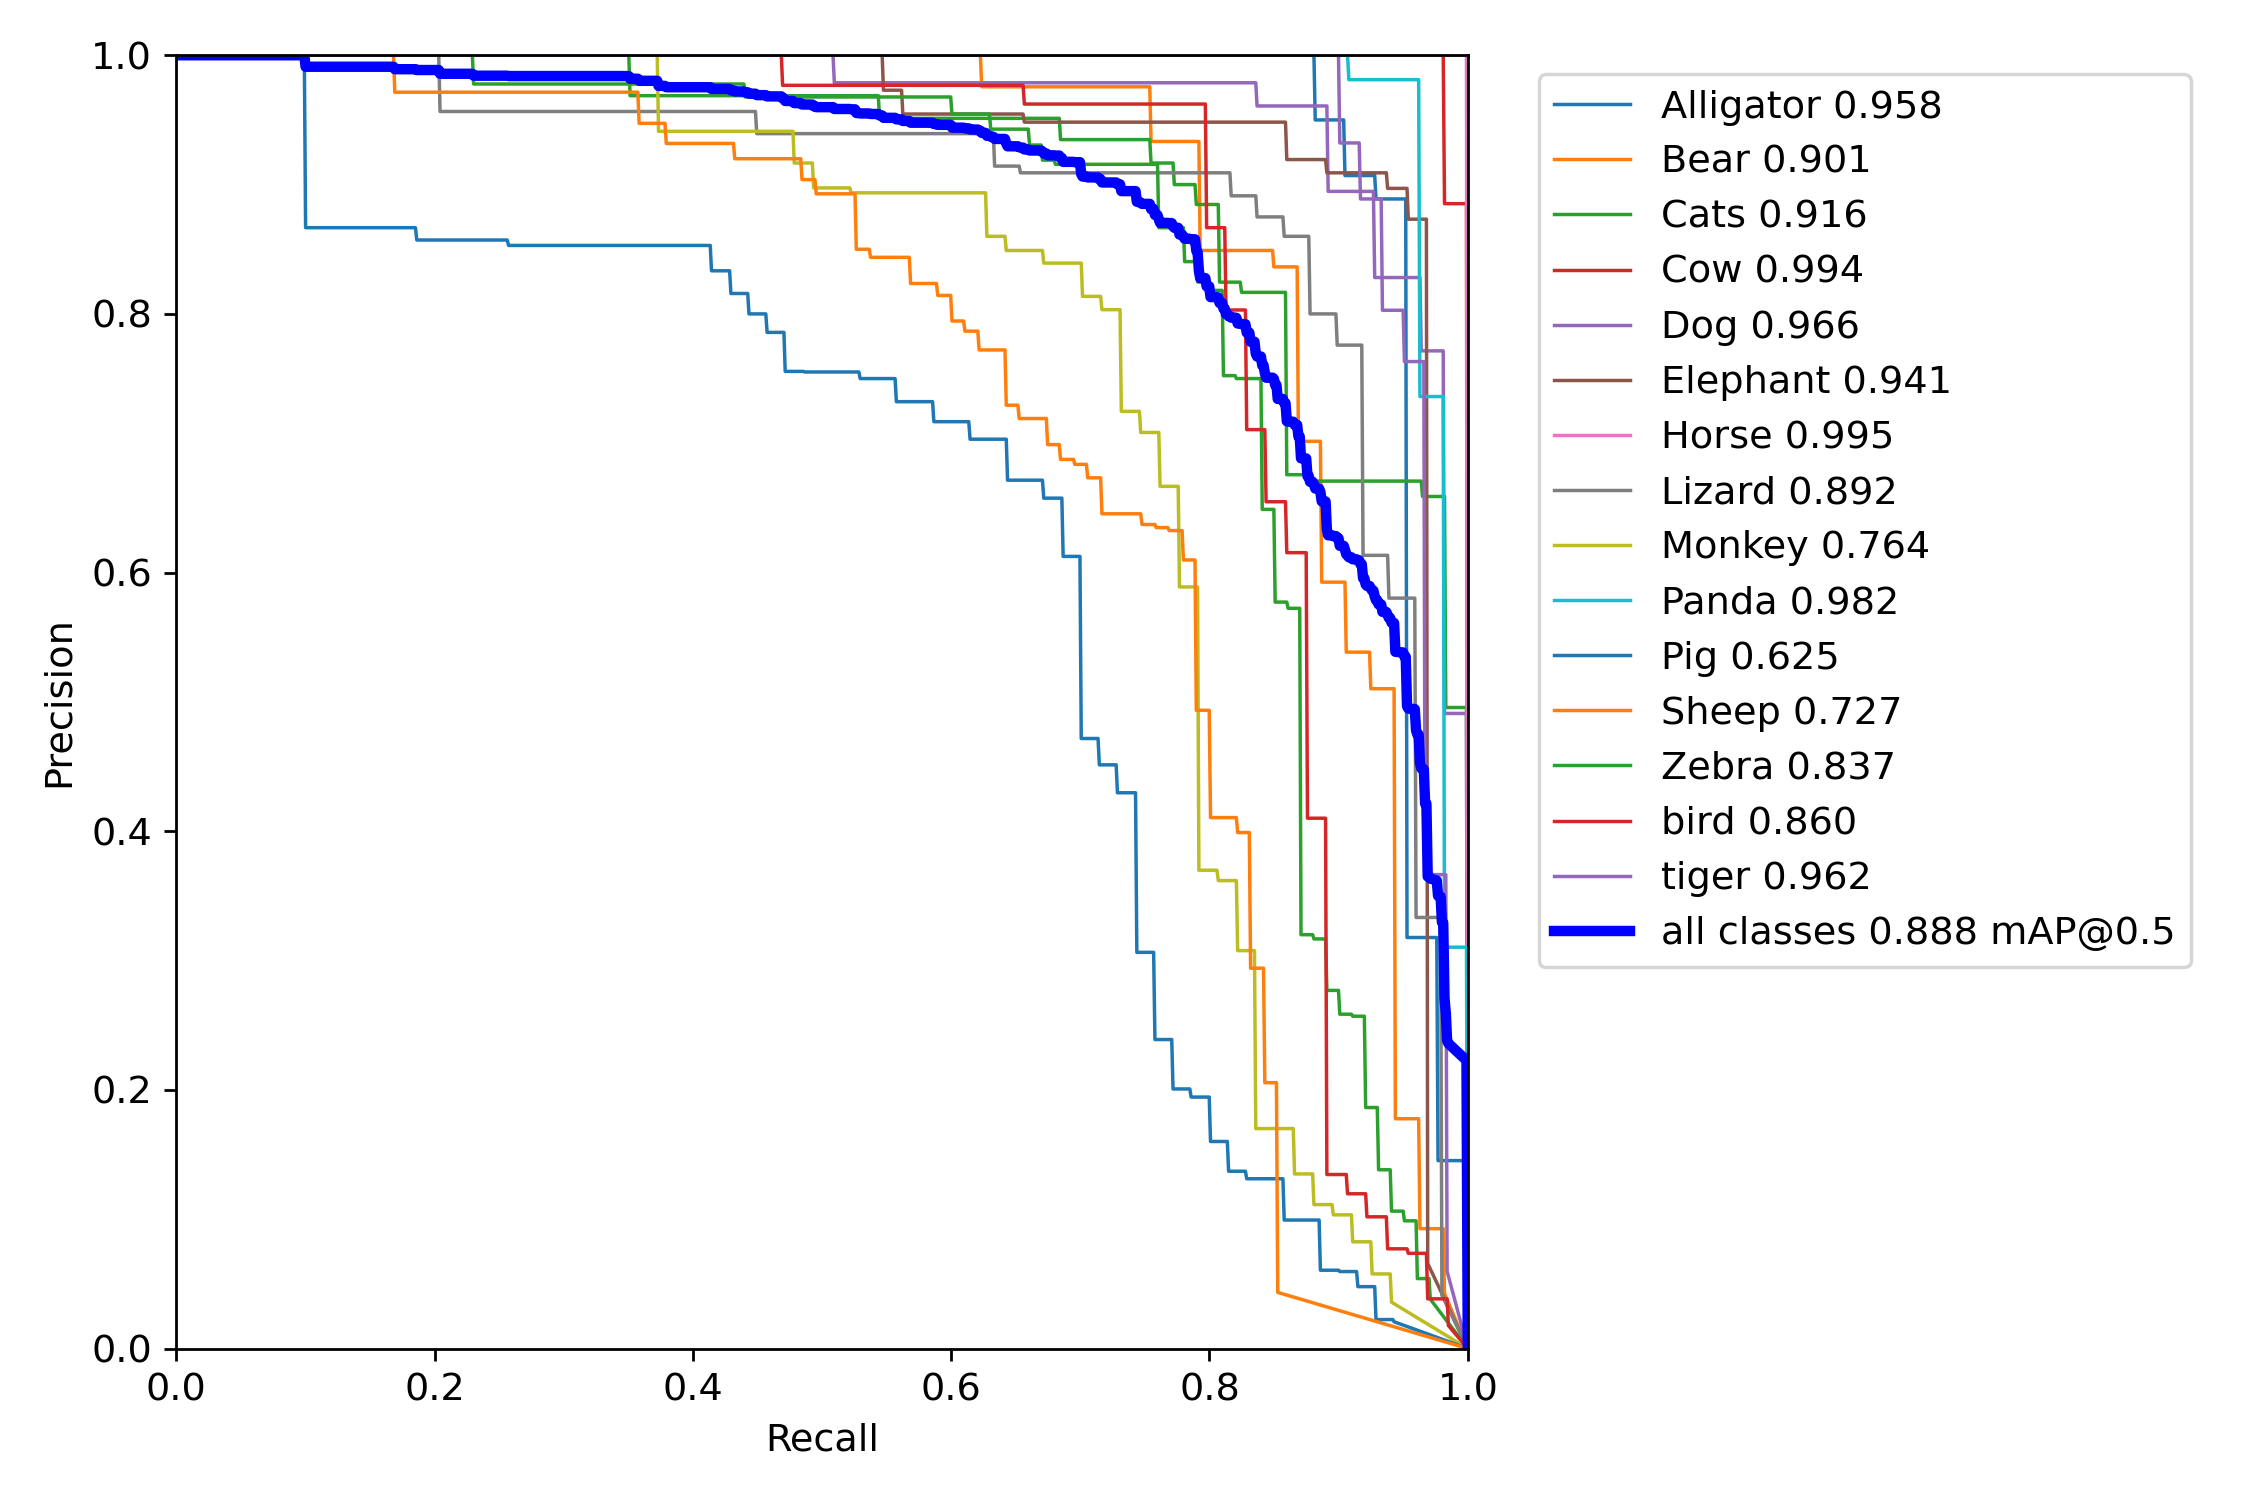 1.0
0.8
0.6
0.4
0.2
0.0
Precision
0.0 0.2 0.4 0.6 0.8 1.0
Recall
Alligator 0.958
Bear 0.901
Cats 0.916
Cow 0.994
Dog 0.966
Elephant 0.941
Horse 0.995
Lizard 0.892
Monkey 0.764
Panda 0.982
Pig 0.625
Sheep 0.727
Zebra 0.837
bird 0.860
tiger 0.962
all classes 0.888 mAP@0.5